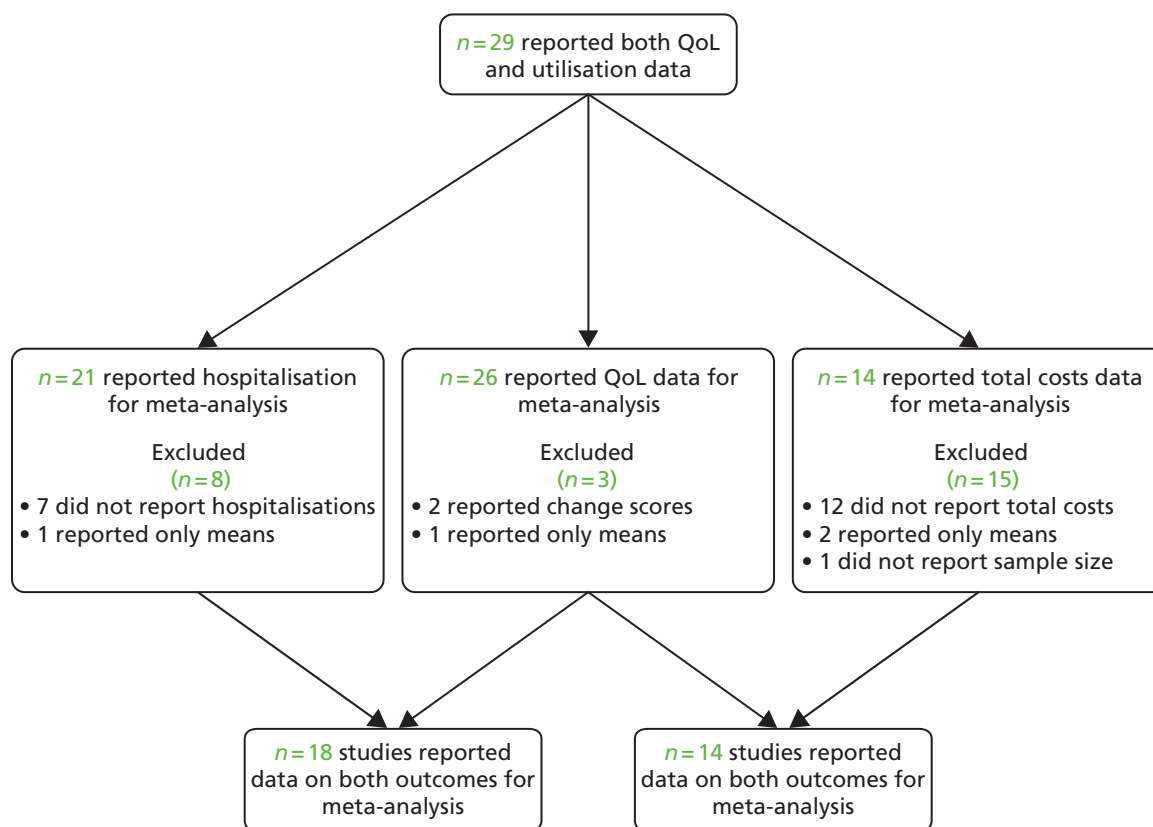 n=29 reported both QoL
and utilisation data
n=21 reported hospitalisation
for meta-analysis
Excluded
(n=8)
• 7 did not report hospitalisations
• 1 reported only means
n=26 reported QoL data for
meta-analysis
Excluded
(n=3)
• 2 reported change scores
• 1 reported only means
n=14 reported total costs data
for meta-analysis
Excluded
(n=15)
• 12 did not report total costs
• 2 reported only means
• 1 did not report sample size
n=18 studies reported
data on both outcomes for
meta-analysis
n=14 studies reported
data on both outcomes for
meta-analysis